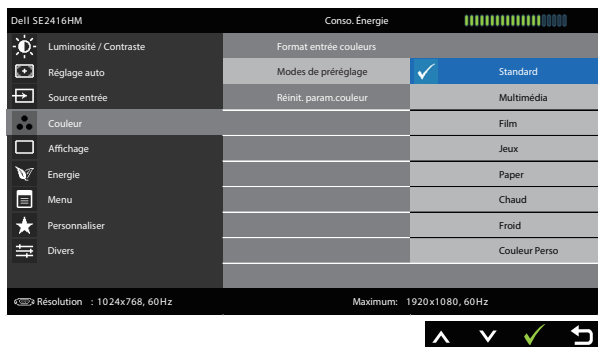 Dell SE2416HM Conso. Énergie
Luminosité / Contraste Format entrée couleurs
Réglage auto Modes de préréglage Standard
Source entrée Réinit. param.couleur Multimédia
Couleur Film
Affichage Jeux
Energie Paper
Menu Chaud
Personnaliser Froid
Divers Couleur Perso
Résolution : 1024x768, 60Hz Maximum: 1920x1080, 60Hz